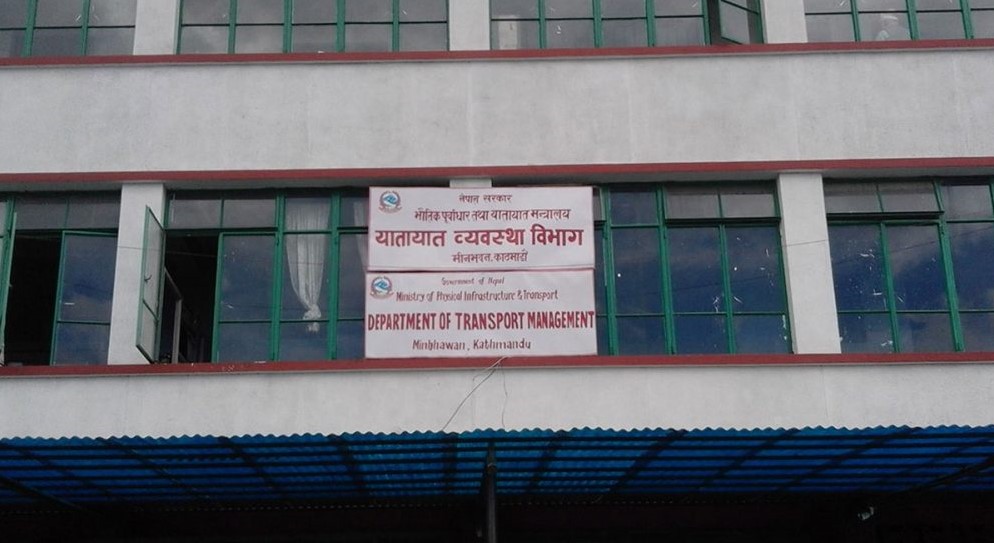 नेपाल सरकार
भौतिक पूर्वाधार तथा यातायात मन्त्रालय
यातायात व्यवस्था विभाग
मीनभवन, काठमाडौं
Government of Nepal
Ministry of Physical Infrastructure & Transport
DEPARTMENT OF TRANSPORT MANAGEMENT
Minbhawan, Kathmandu